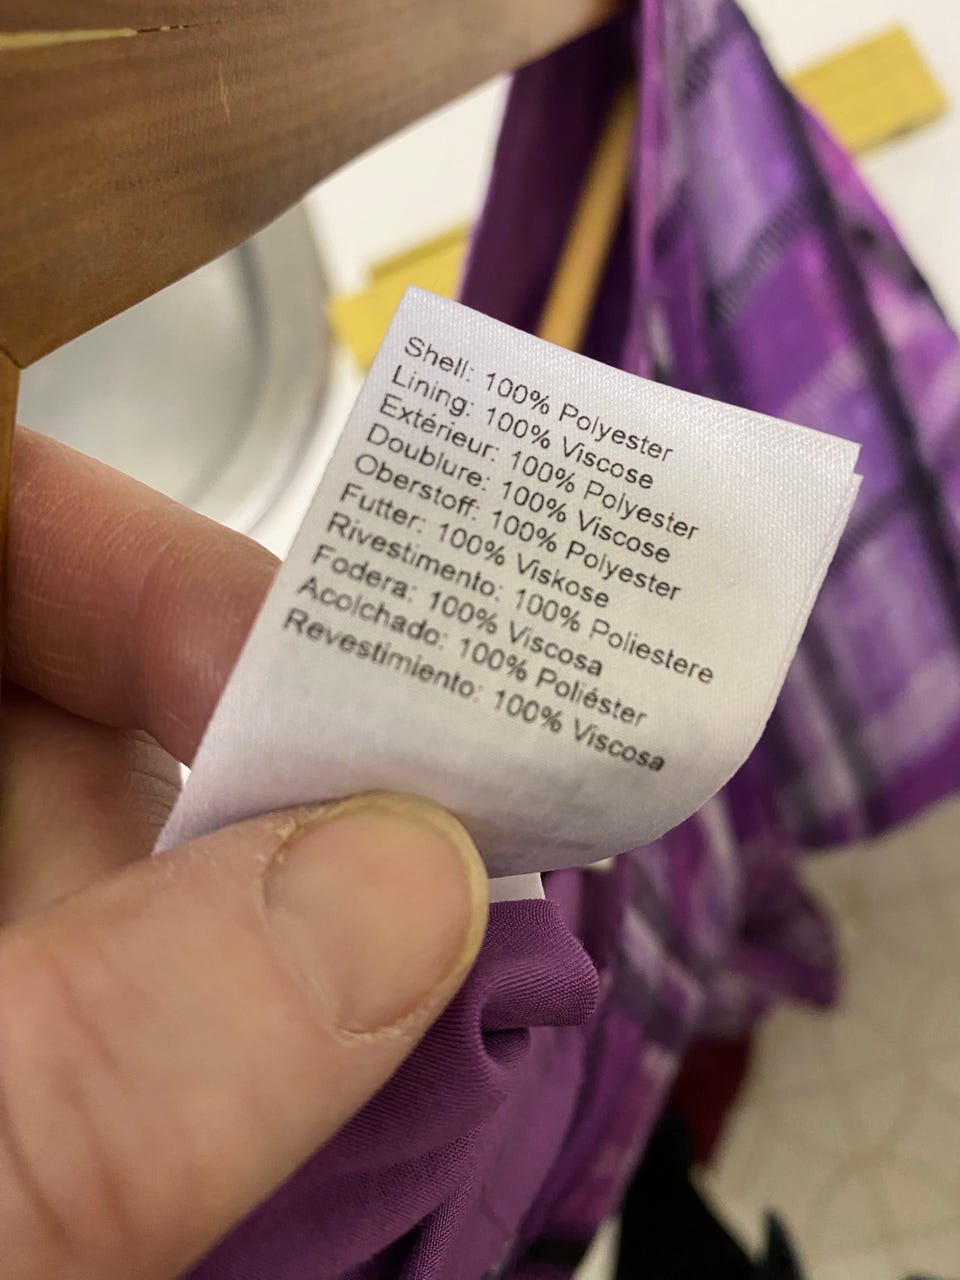 Shell: 100% Polyester
Lining: 100% Viscose
Extérieur: 100% Polyester
Doublure: 100% Viscose
Oberstoff: 100% Polyester
Futter: 100% Viskose
Rivestimento: 100% Poliestere
Fodera: 100% Viscosa
Acolchado: 100% Poliéster
Revestimiento: 100% Viscosa